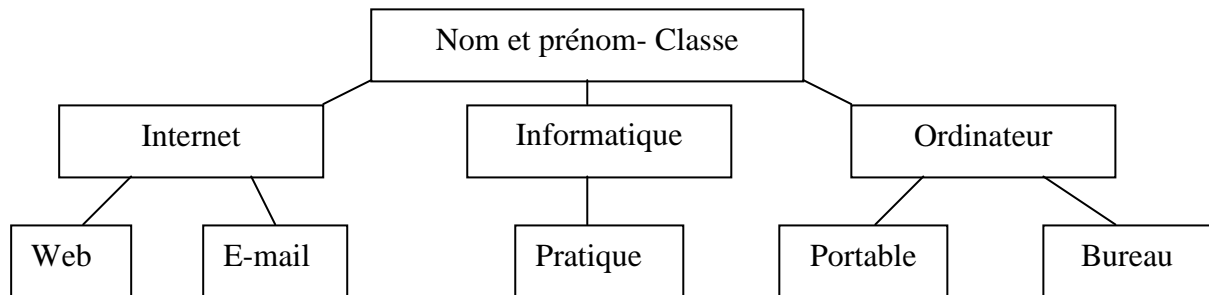 Nom et prénom- Classe
Internet
Informatique
Ordinateur
Web
E-mail
Pratique
Portable
Bureau